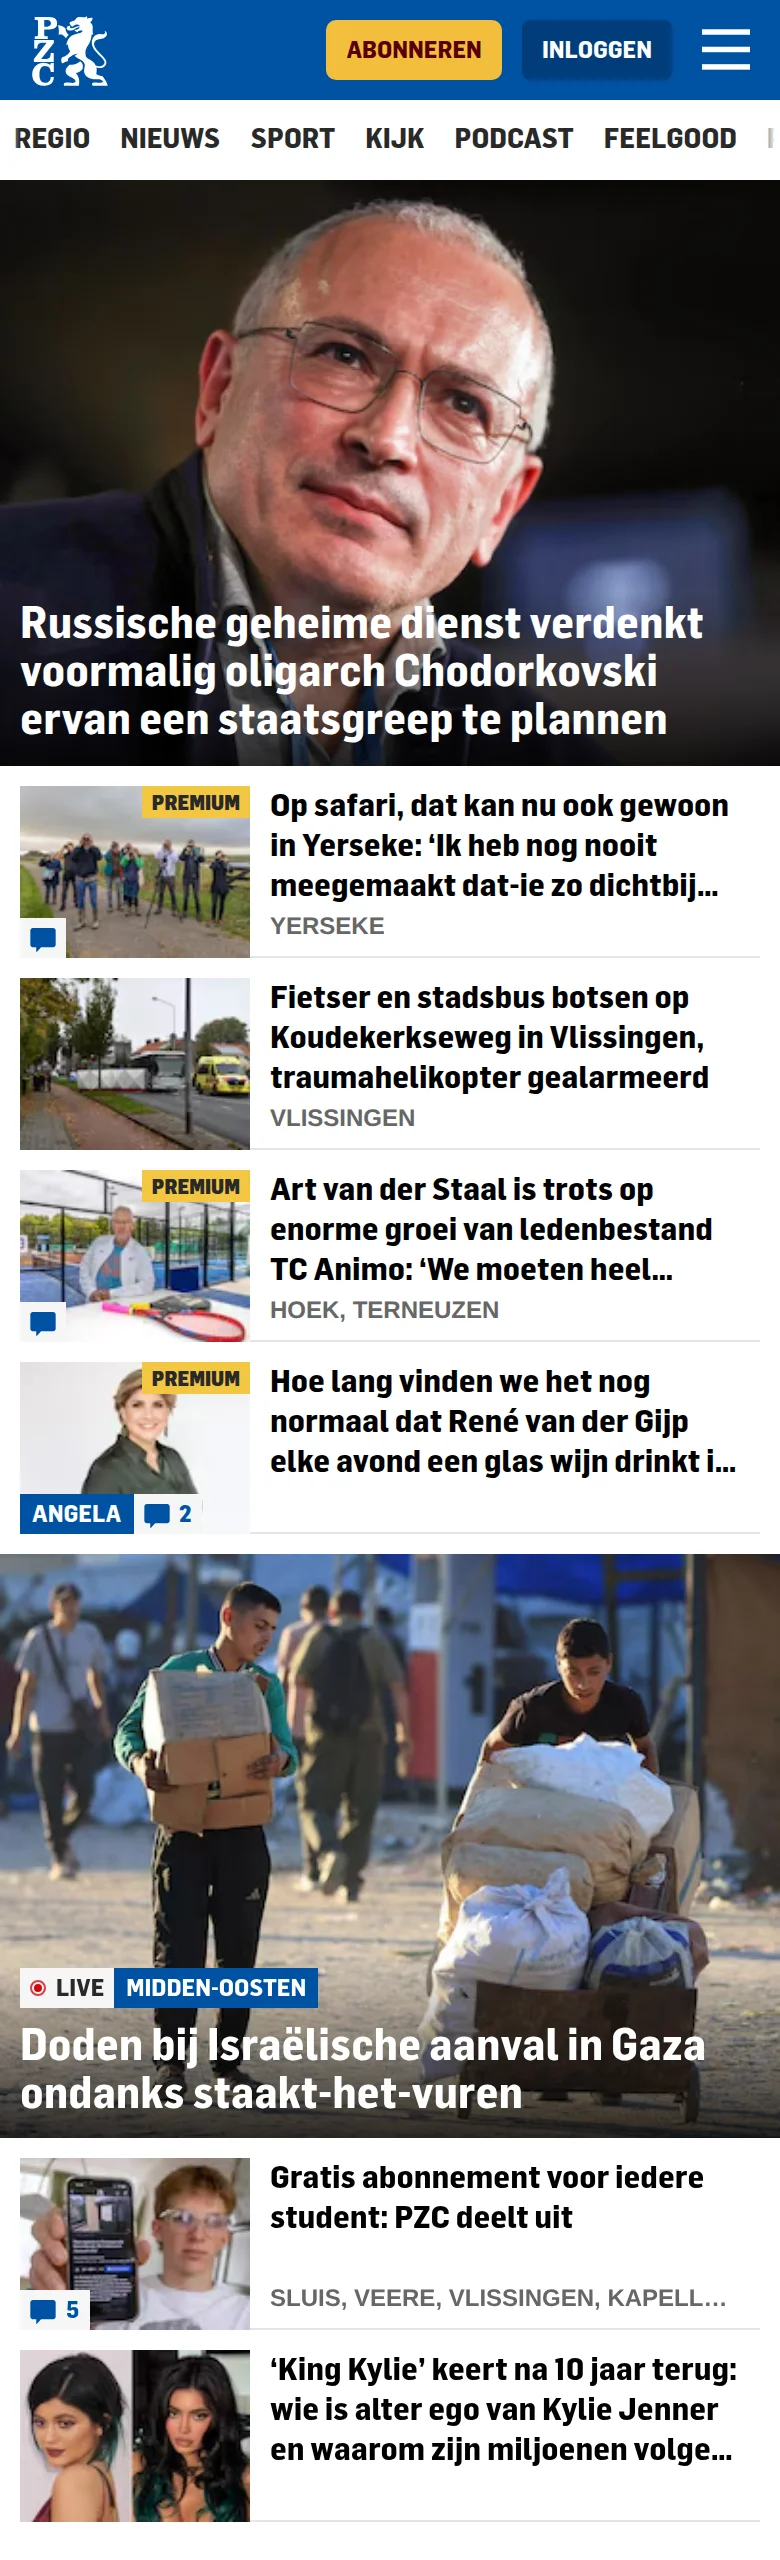 PZC
ABONNEREN
INLOGGEN
REGIO NIEUWS SPORT KIJK PODCAST FEELGOOD
Russische geheime dienst verdenkt
voormalig oligarch Chodorkovski
ervan een staatsgreep te plannen
PREMIUM
Op safari, dat kan nu ook gewoon
in Yerseke: ‘Ik heb nog nooit
meegemaakt dat-ie zo dichtbij...
YERSEKE
Fietser en stadsbus botsen op
Koudekerkseweg in Vlissingen,
traumahelikopter gealarmeerd
VLISSINGEN
PREMIUM
Art van der Staal is trots op
enorme groei van ledenbestand
TC Animo: ‘We moeten heel...
HOEK, TERNEUZEN
PREMIUM
ANGELA 2
Hoe lang vinden we het nog
normaal dat René van der Gijp
elke avond een glas wijn drinkt i...
LIVE MIDDEN-OOSTEN
Doden bij Israëlische aanval in Gaza
ondanks staakt-het-vuren
5
Gratis abonnement voor iedere
student: PZC deelt uit
SLUIS, VEERE, VLISSINGEN, KAPELL...
‘King Kylie’ keert na 10 jaar terug:
wie is alter ego van Kylie Jenner
en waarom zijn miljoenen volge...